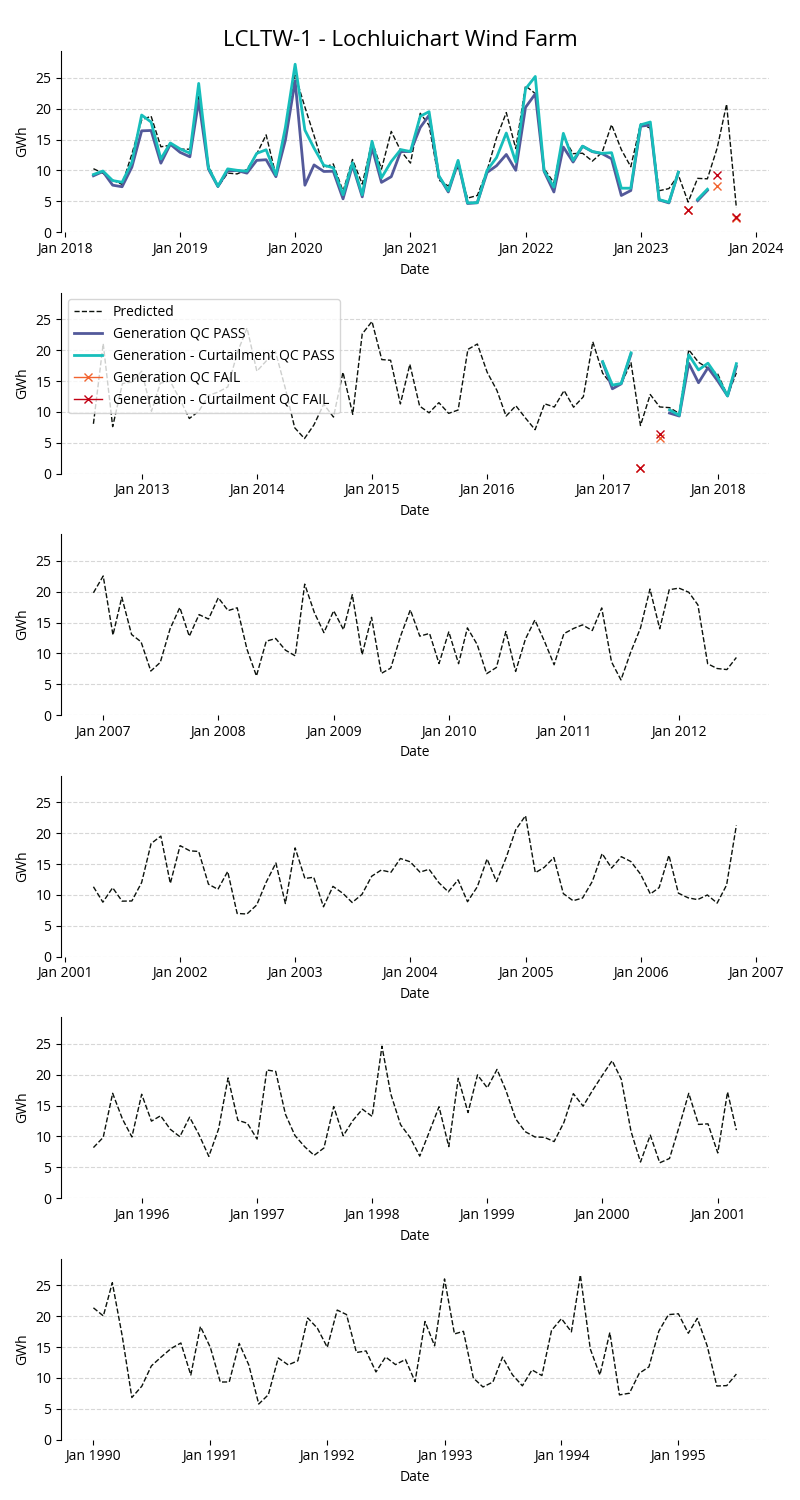 LCLTW-1 - Lochluichart Wind Farm
25
20
15
10
5
0
GWh
Jan 2018 Jan 2019 Jan 2020 Jan 2021 Jan 2022 Jan 2023 Jan 2024
Date
Predicted
Generation QC PASS
Generation - Curtailment QC PASS
Generation QC FAIL
Generation - Curtailment QC FAIL
25
20
15
10
5
0
GWh
Jan 2013 Jan 2014 Jan 2015 Jan 2016 Jan 2017 Jan 2018
Date
25
20
15
10
5
0
GWh
Jan 2007 Jan 2008 Jan 2009 Jan 2010 Jan 2011 Jan 2012
Date
25
20
15
10
5
0
GWh
Jan 2001 Jan 2002 Jan 2003 Jan 2004 Jan 2005 Jan 2006 Jan 2007
Date
25
20
15
10
5
0
GWh
Jan 1996 Jan 1997 Jan 1998 Jan 1999 Jan 2000 Jan 2001
Date
25
20
15
10
5
0
GWh
Jan 1990 Jan 1991 Jan 1992 Jan 1993 Jan 1994 Jan 1995
Date